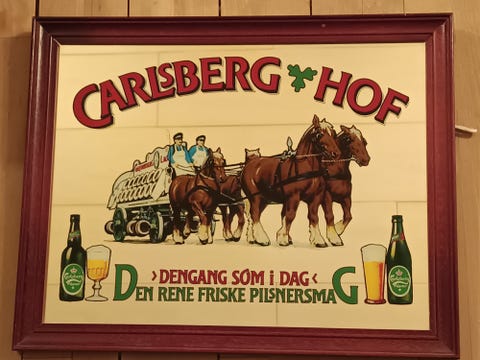 CARLSBERG HOF
›DENGANG SOM i DAG‹
DEN RENE FRISKE PILSNERSMAG